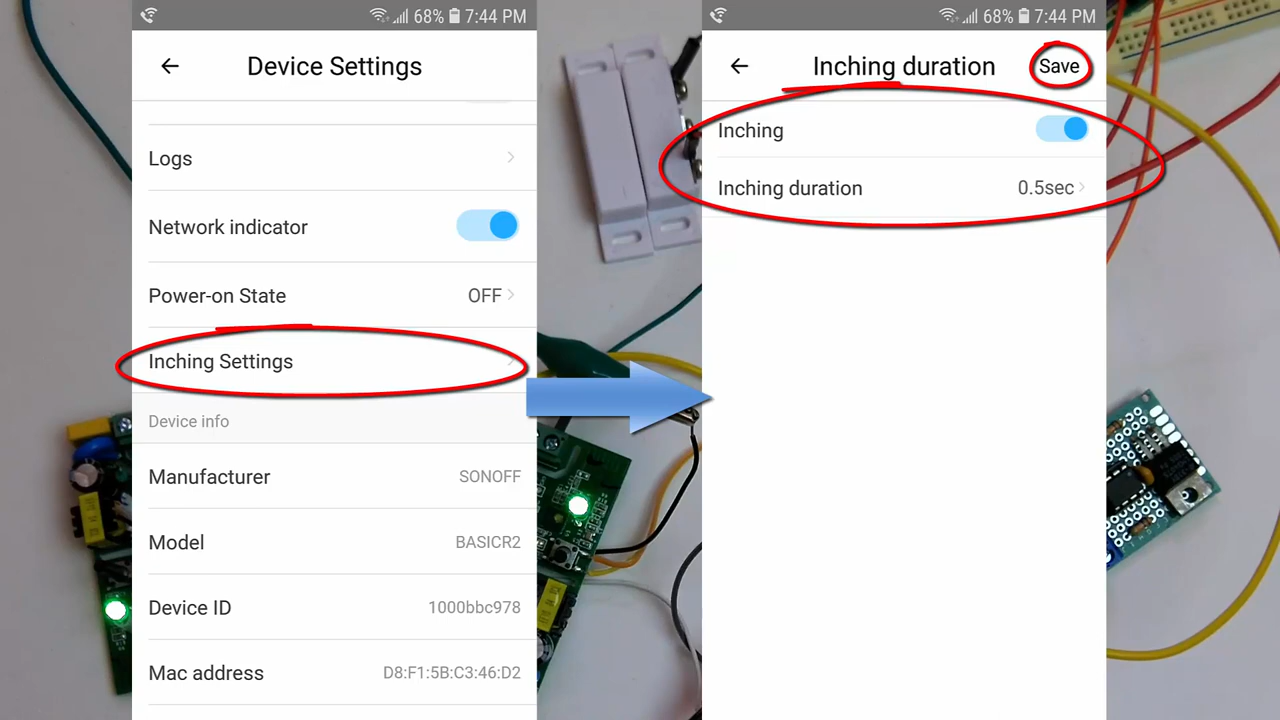 68% 7:44 PM
Device Settings
Logs
Network indicator
Power-on State OFF
Inching Settings
Device info
Manufacturer SONOFF
Model BASICR2
Device ID 1000bbc978
Mac address D8:F1:5B:C3:46:D2
68% 7:44 PM
Inching duration Save
Inching
Inching duration 0.5sec